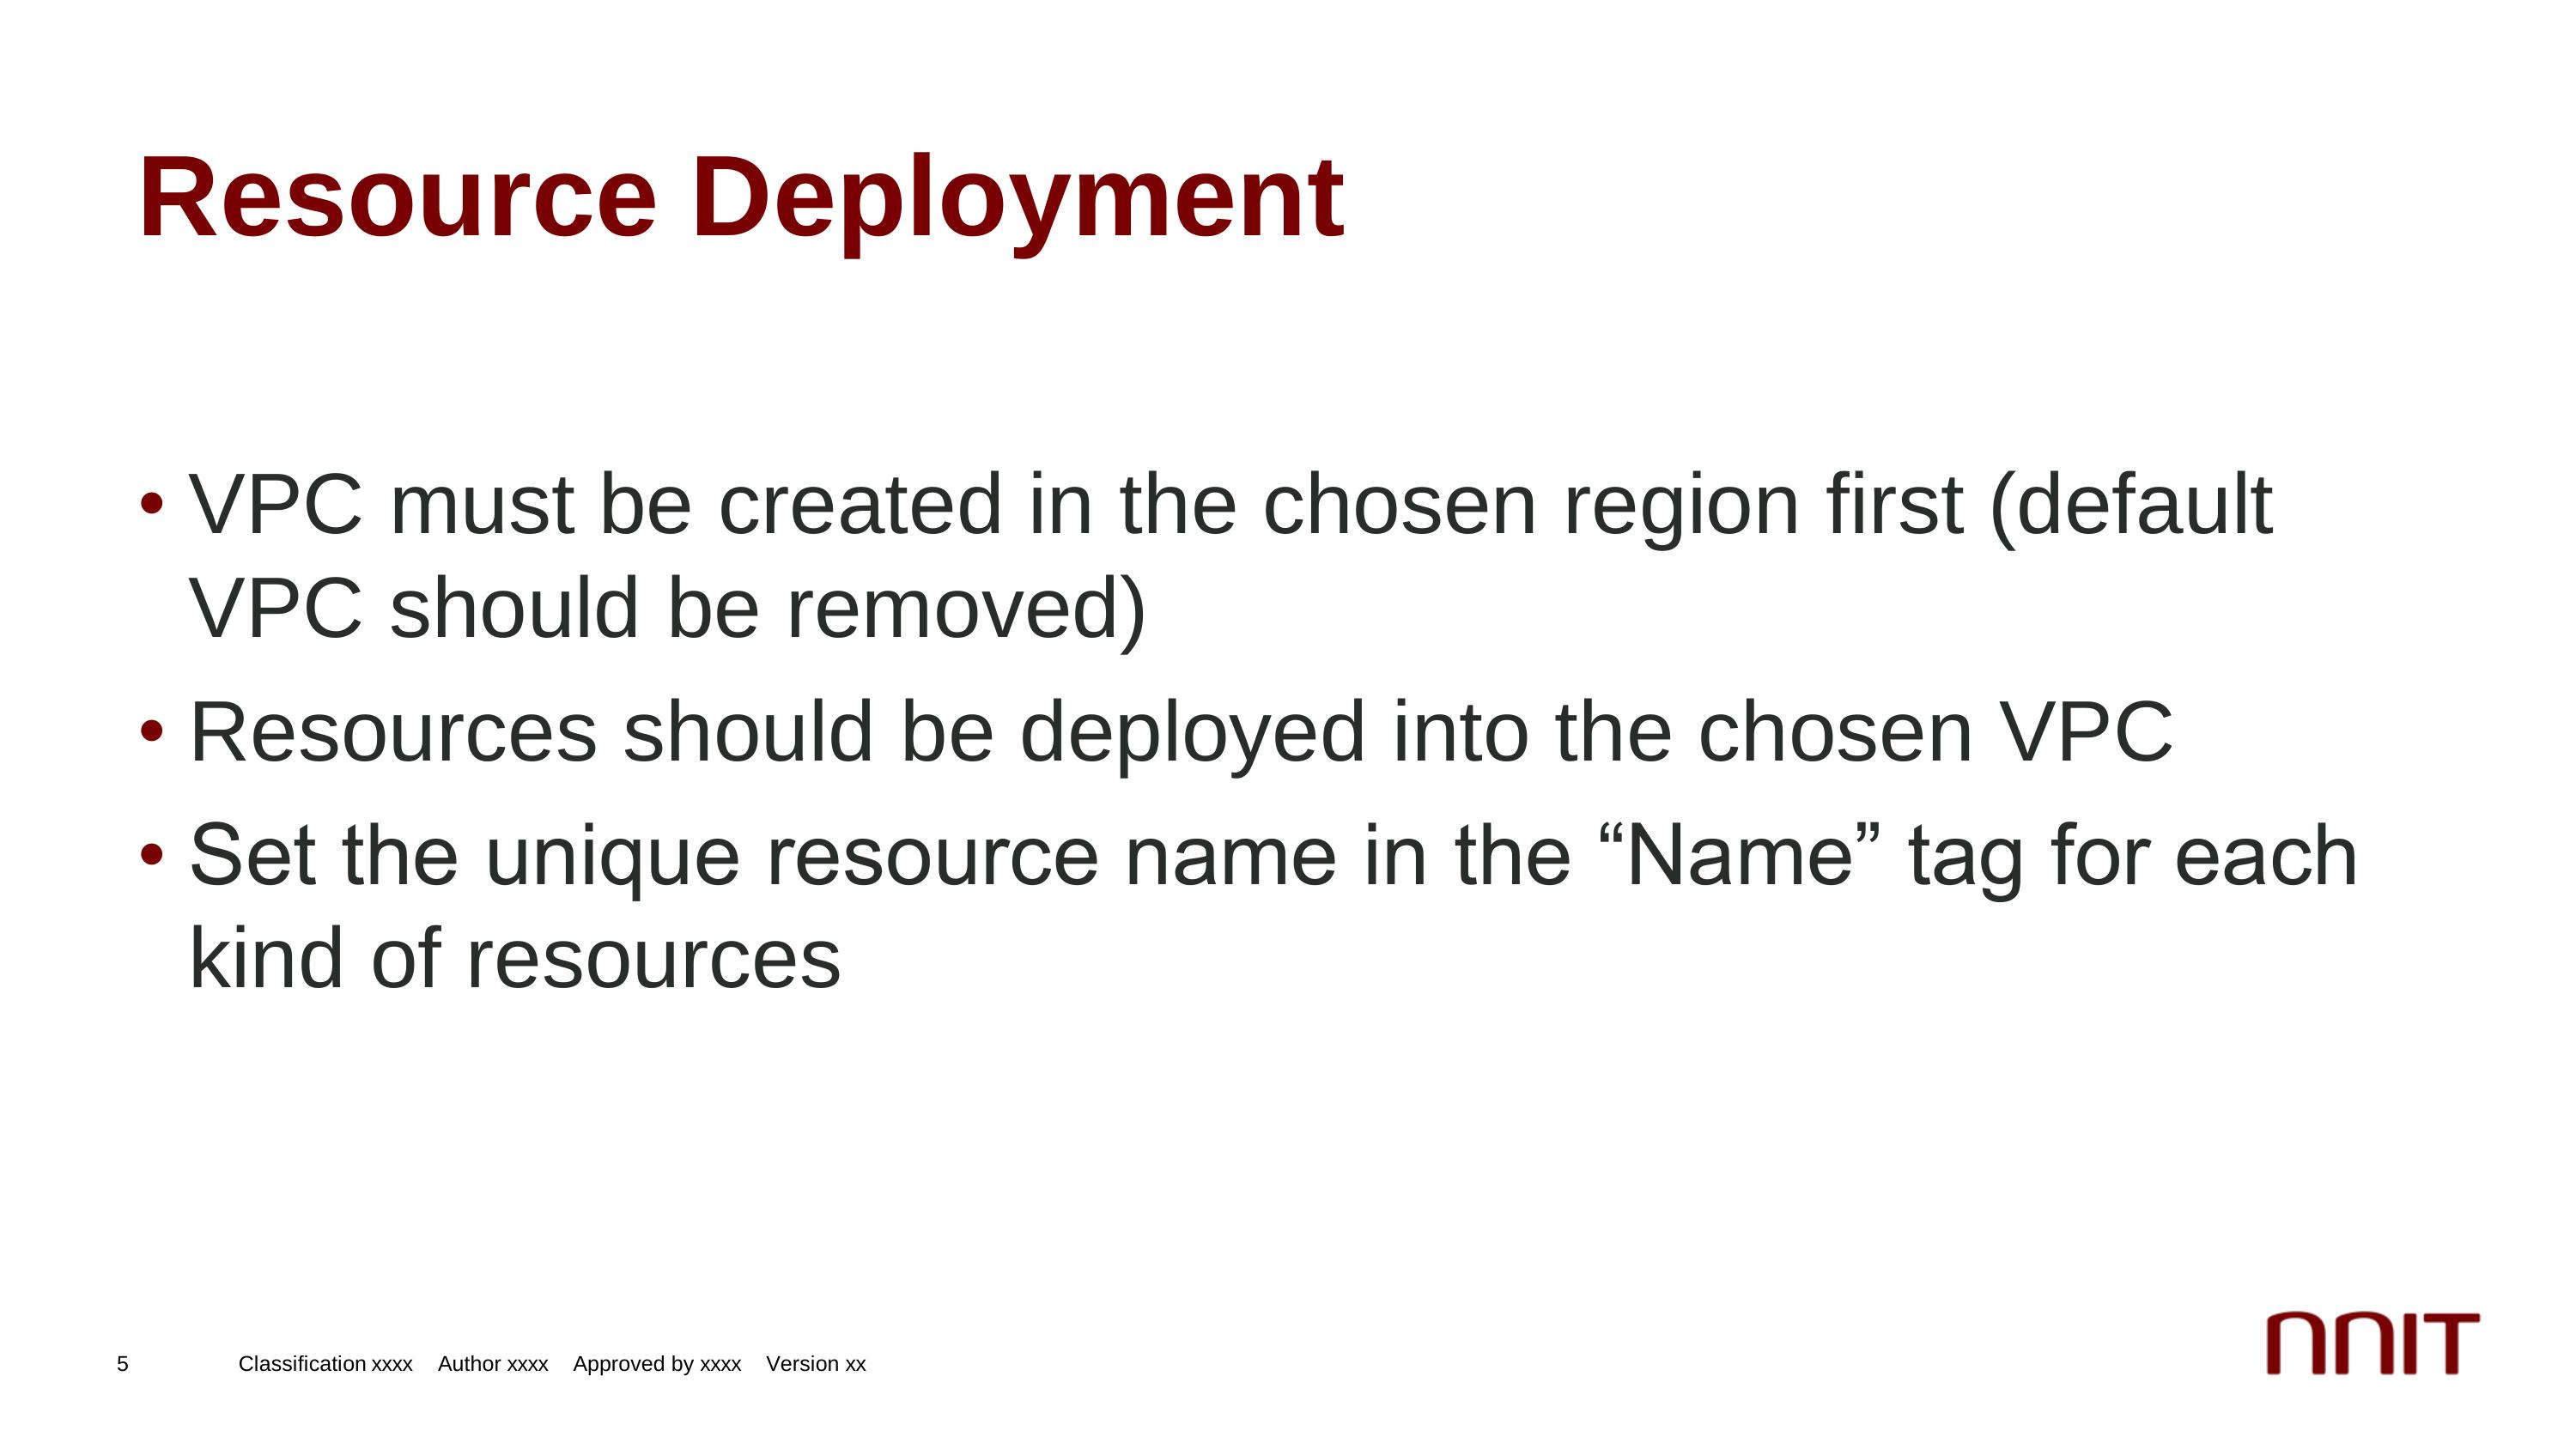 Resource Deployment
• VPC must be created in the chosen region first (default
VPC should be removed)
• Resources should be deployed into the chosen VPC
• Set the unique resource name in the “Name” tag for each
kind of resources
5 Classification xxxx Author xxxx Approved by xxxx Version xx
nnIT